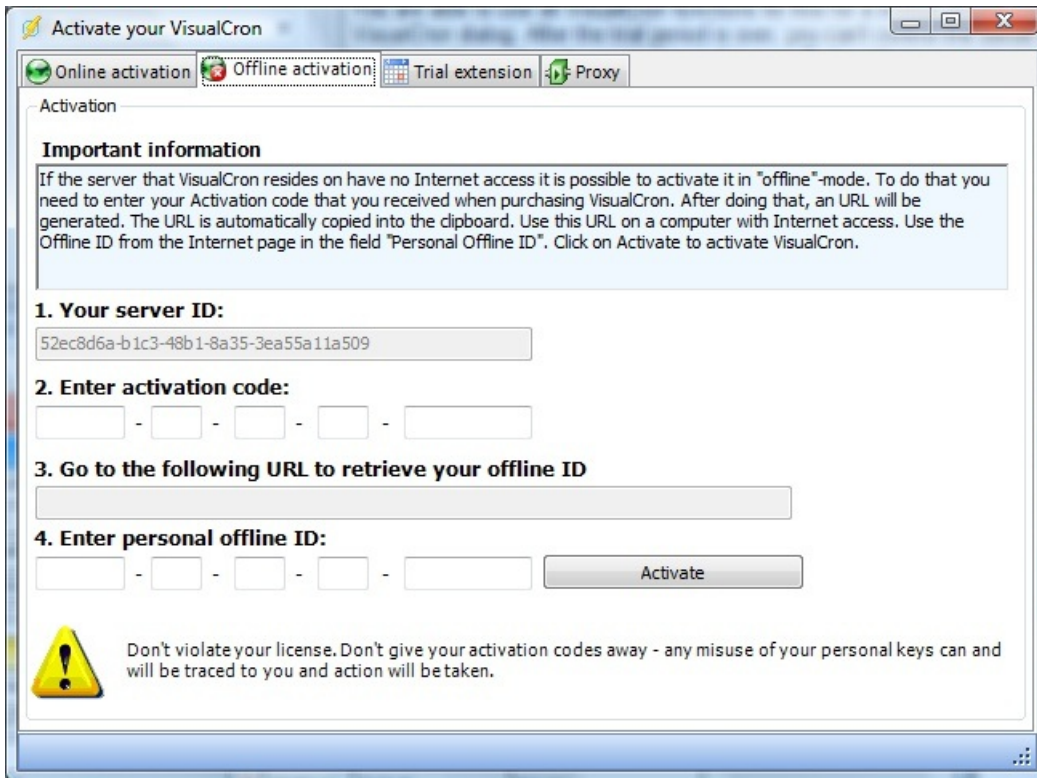 Activate your VisualCron
Online activation Offline activation Trial extension Proxy
Activation
Important information
If the server that VisualCron resides on have no Internet access it is possible to activate it in "offline"-mode. To do that you
need to enter your Activation code that you received when purchasing VisualCron. After doing that, an URL will be
generated. The URL is automatically copied into the clipboard. Use this URL on a computer with Internet access. Use the
Offline ID from the Internet page in the field "Personal Offline ID". Click on Activate to activate VisualCron.
1. Your server ID:
52ec8d6a-b1c3-48b1-8a35-3ea55a11a509
2. Enter activation code:
- - - -
3. Go to the following URL to retrieve your offline ID
4. Enter personal offline ID:
- - - - Activate
Don't violate your license. Don't give your activation codes away - any misuse of your personal keys can and
will be traced to you and action will be taken.